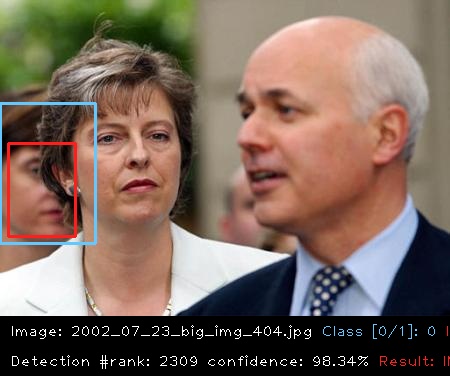 Image: 2002_07_23_big_img_404.jpg Class [0/1]: 0
Detection #rank: 2309 confidence: 98.34% Result: